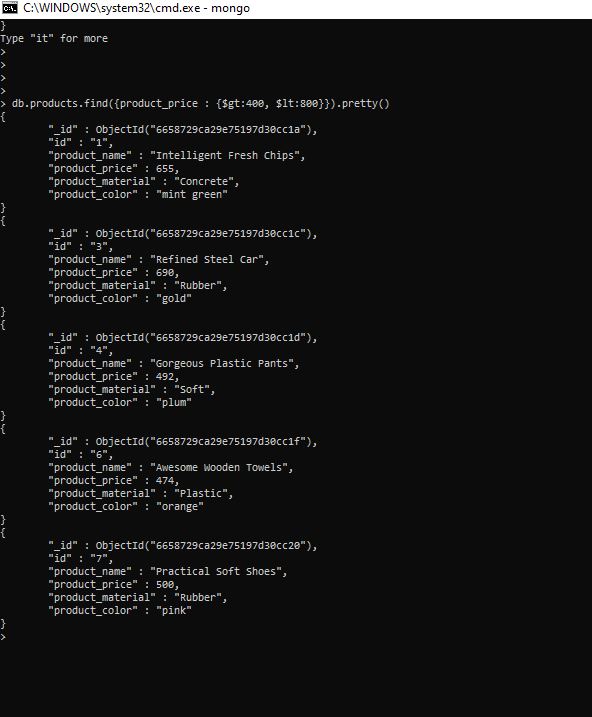 C:\WINDOWS\system32\cmd.exe - mongo
}
Type "it" for more
>
>
>
>
> db.products.find({product_price : {$gt:400, $lt:800}}).pretty()
{
"_id" : ObjectId("6658729ca29e75197d30cc1a"),
"id" : "1",
"product_name" : "Intelligent Fresh Chips",
"product_price" : 655,
"product_material" : "Concrete",
"product_color" : "mint green"
}
{
"_id" : ObjectId("6658729ca29e75197d30cc1c"),
"id" : "3",
"product_name" : "Refined Steel Car",
"product_price" : 690,
"product_material" : "Rubber",
"product_color" : "gold"
}
{
"_id" : ObjectId("6658729ca29e75197d30cc1d"),
"id" : "4",
"product_name" : "Gorgeous Plastic Pants",
"product_price" : 492,
"product_material" : "Soft",
"product_color" : "plum"
}
{
"_id" : ObjectId("6658729ca29e75197d30cc1f"),
"id" : "6",
"product_name" : "Awesome Wooden Towels",
"product_price" : 474,
"product_material" : "Plastic",
"product_color" : "orange"
}
{
"_id" : ObjectId("6658729ca29e75197d30cc20"),
"id" : "7",
"product_name" : "Practical Soft Shoes",
"product_price" : 500,
"product_material" : "Rubber",
"product_color" : "pink"
}
>